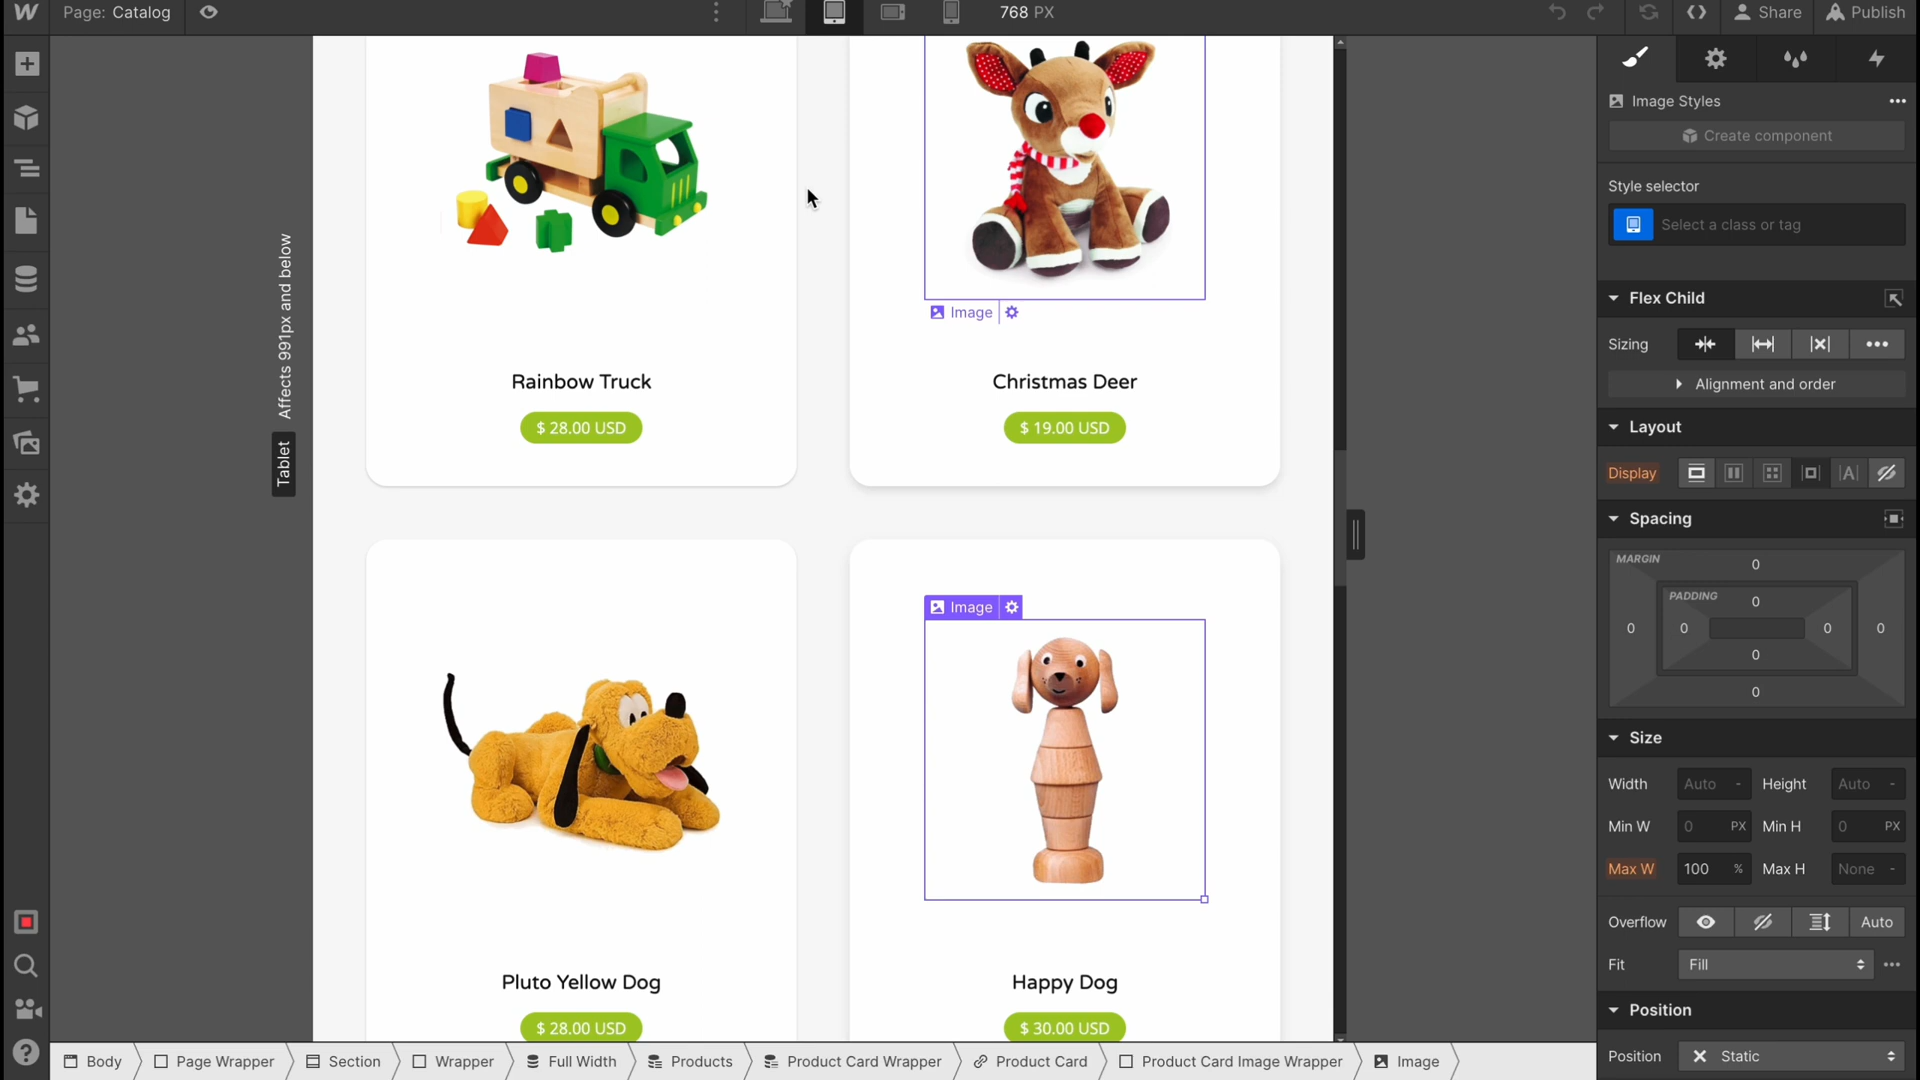 Page: Catalog
768 PX
Share
Publish
Image Styles
Create component
Style selector
Select a class or tag
Flex Child
Sizing
Alignment and order
Layout
Display
Spacing
MARGIN
0
PADDING
0
0 0 0 0
0
0
Size
Width Auto - Height Auto -
Min W 0 PX Min H 0 PX
Max W 100 % Max H None -
Overflow Auto
Fit Fill
Position
Position Static
Affects 991px and below
Tablet
Image
Rainbow Truck
$ 28.00 USD
Christmas Deer
$ 19.00 USD
Image
Pluto Yellow Dog
$ 28.00 USD
Happy Dog
$ 30.00 USD
Body Page Wrapper Section Wrapper Full Width Products Product Card Wrapper Product Card Product Card Image Wrapper Image